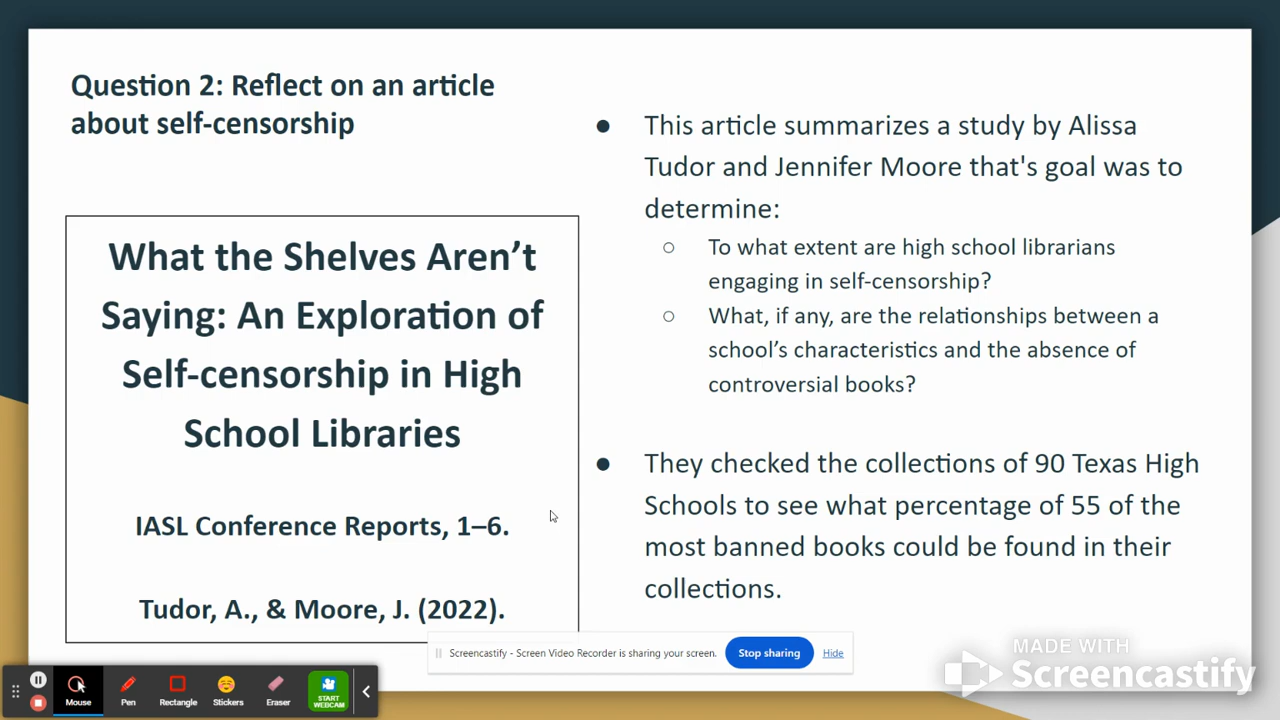 Question 2: Reflect on an article
about self-censorship
What the Shelves Aren’t
Saying: An Exploration of
Self-censorship in High
School Libraries
IASL Conference Reports, 1–6.
Tudor, A., & Moore, J. (2022).
● This article summarizes a study by Alissa
Tudor and Jennifer Moore that's goal was to
determine:
○ To what extent are high school librarians
engaging in self-censorship?
○ What, if any, are the relationships between a
school’s characteristics and the absence of
controversial books?
● They checked the collections of 90 Texas High
Schools to see what percentage of 55 of the
most banned books could be found in their
collections.
Screencastify - Screen Video Recorder is sharing your screen.
Stop sharing
Hide
Mouse
Pen
Rectangle
Stickers
Eraser
START
WEBCAM
MADE WITH
Screencastify